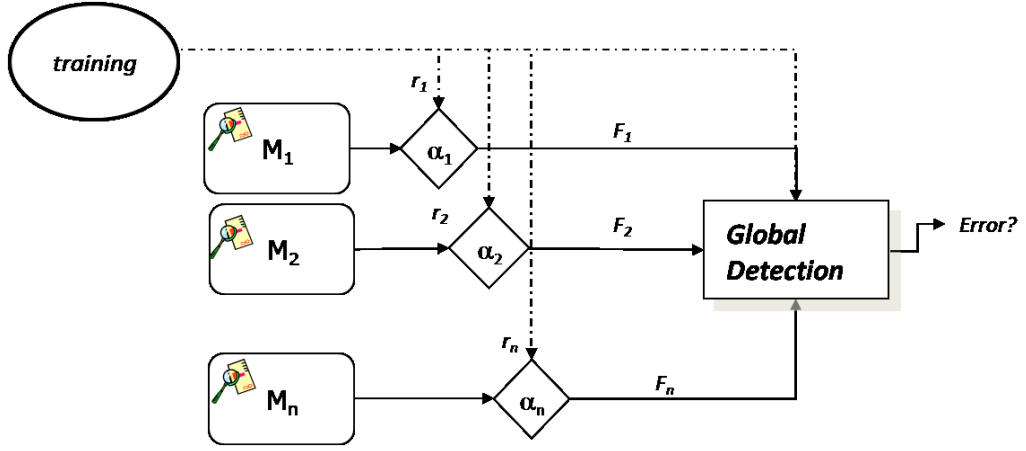 training
r1
M1
α1
F1
r2
M2
α2
F2
Global
Detection
Error?
rn
Mn
αn
Fn